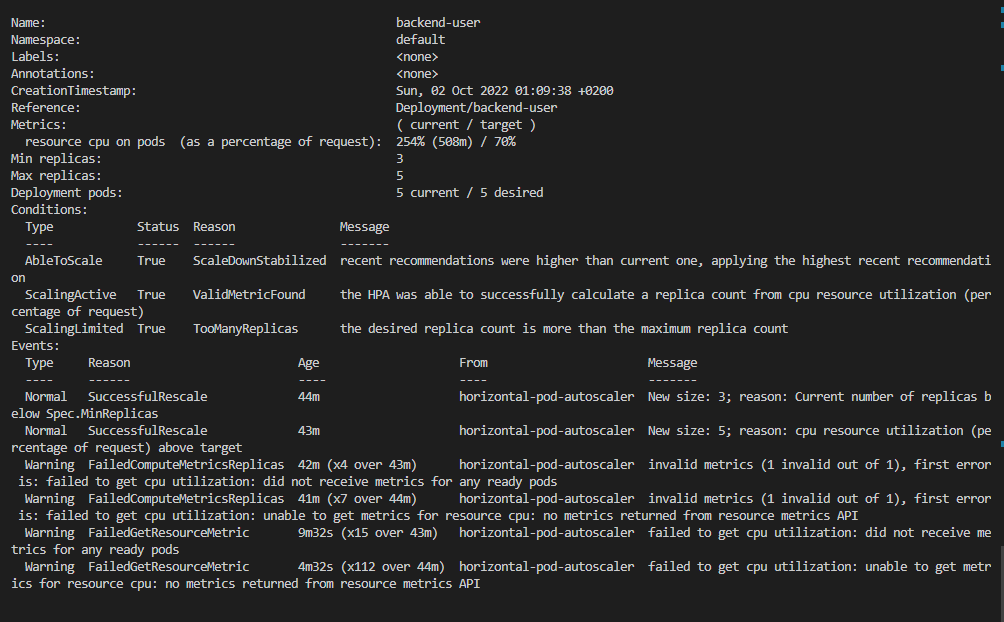 Name:                                                  backend-user
Namespace:                                             default
Labels:                                                <none>
Annotations:                                           <none>
CreationTimestamp:                                     Sun, 02 Oct 2022 01:09:38 +0200
Reference:                                             Deployment/backend-user
Metrics:                                               ( current / target )
  resource cpu on pods  (as a percentage of request):  254% (508m) / 70%
Min replicas:                                          3
Max replicas:                                          5
Deployment pods:                                       5 current / 5 desired
Conditions:
  Type            Status  Reason               Message
  ----            ------  ------               -------
  AbleToScale     True    ScaleDownStabilized  recent recommendations were higher than current one, applying the highest recent recommendati
on
  ScalingActive   True    ValidMetricFound     the HPA was able to successfully calculate a replica count from cpu resource utilization (per
centage of request)
  ScalingLimited  True    TooManyReplicas      the desired replica count is more than the maximum replica count
Events:
  Type     Reason                        Age                    From                       Message
  ----     ------                        ----                   ----                       -------
  Normal   SuccessfulRescale             44m                    horizontal-pod-autoscaler  New size: 3; reason: Current number of replicas b
elow Spec.MinReplicas
  Normal   SuccessfulRescale             43m                    horizontal-pod-autoscaler  New size: 5; reason: cpu resource utilization (pe
rcentage of request) above target
  Warning  FailedComputeMetricsReplicas  42m (x4 over 43m)      horizontal-pod-autoscaler  invalid metrics (1 invalid out of 1), first error
 is: failed to get cpu utilization: did not receive metrics for any ready pods
  Warning  FailedComputeMetricsReplicas  41m (x7 over 44m)      horizontal-pod-autoscaler  invalid metrics (1 invalid out of 1), first error
 is: failed to get cpu utilization: unable to get metrics for resource cpu: no metrics returned from resource metrics API
  Warning  FailedGetResourceMetric       9m32s (x15 over 43m)   horizontal-pod-autoscaler  failed to get cpu utilization: did not receive me
trics for any ready pods
  Warning  FailedGetResourceMetric       4m32s (x112 over 44m)  horizontal-pod-autoscaler  failed to get cpu utilization: unable to get metr
ics for resource cpu: no metrics returned from resource metrics API